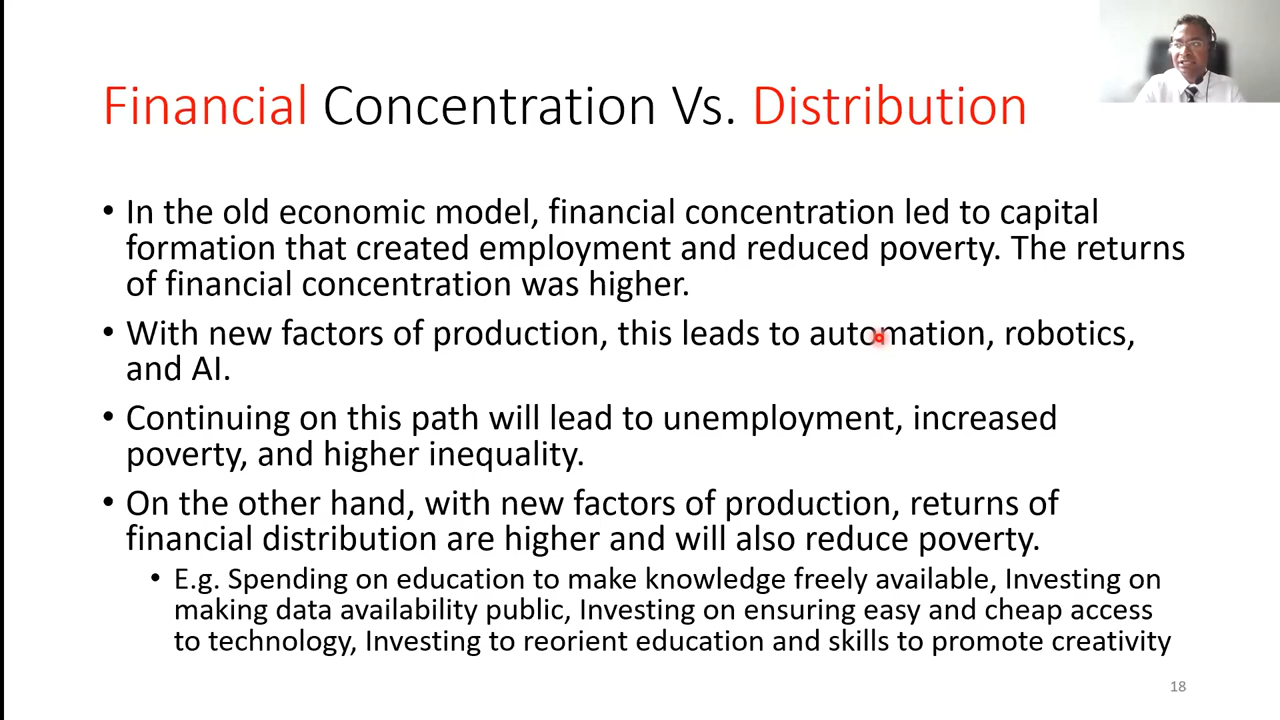 Financial Concentration Vs. Distribution
• In the old economic model, financial concentration led to capital
formation that created employment and reduced poverty. The returns
of financial concentration was higher.
• With new factors of production, this leads to automation, robotics,
and AI.
• Continuing on this path will lead to unemployment, increased
poverty, and higher inequality.
• On the other hand, with new factors of production, returns of
financial distribution are higher and will also reduce poverty.
• E.g. Spending on education to make knowledge freely available, Investing on
making data availability public, Investing on ensuring easy and cheap access
to technology, Investing to reorient education and skills to promote creativity
18